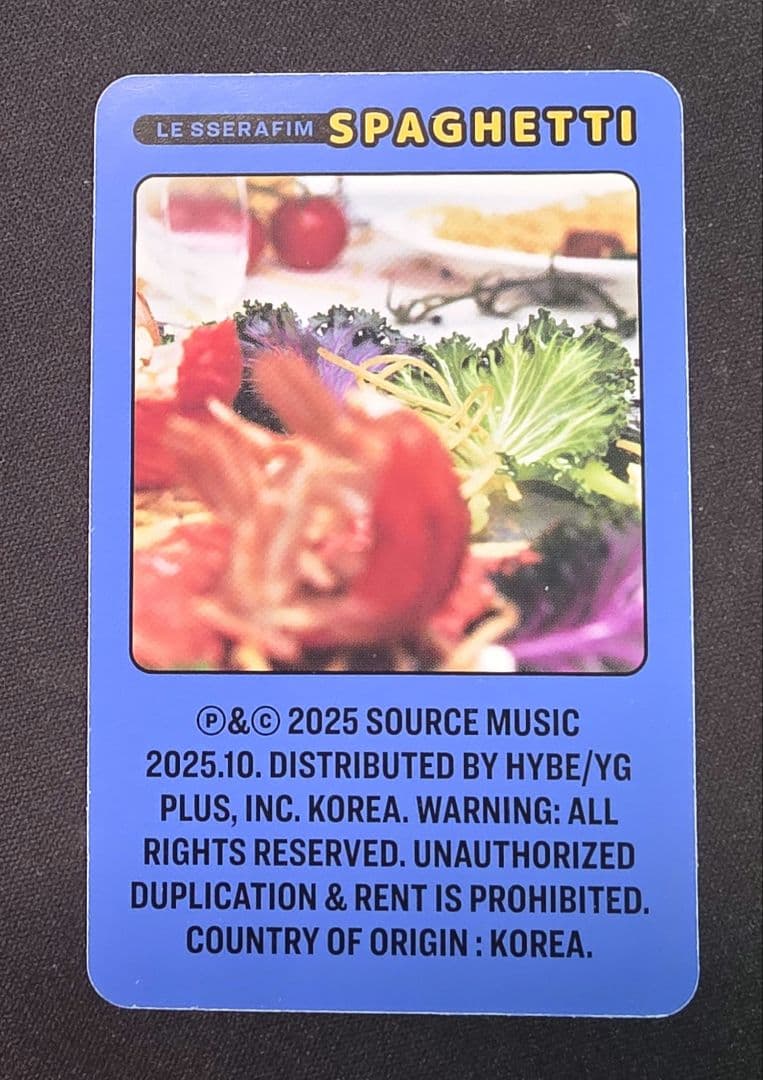 LE SSERAFIM SPAGHETTI
℗&© 2025 SOURCE MUSIC
2025.10. DISTRIBUTED BY HYBE/YG
PLUS, INC. KOREA. WARNING: ALL
RIGHTS RESERVED. UNAUTHORIZED
DUPLICATION & RENT IS PROHIBITED.
COUNTRY OF ORIGIN : KOREA.